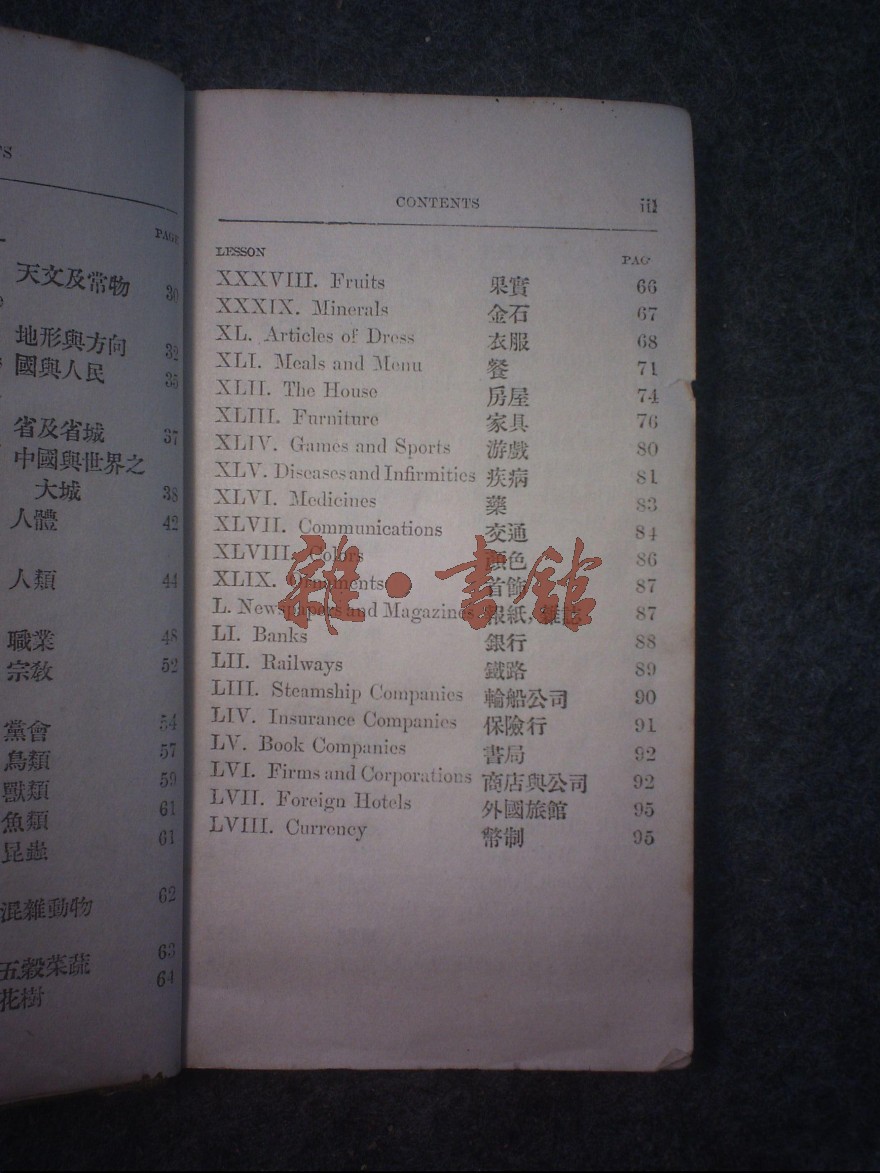 PAGE
天文及常物 30
地形與方向 32
國與人民 35
省及省城 37
中國與世界之
大城 38
人體 42
人類 44
職業 48
宗教 52
黨會 54
鳥類 57
獸類 59
魚類 61
昆蟲 61
混雜動物 62
五穀菜蔬 63
花樹 64
CONTENTS iii
LESSON PAG
XXXVIII. Fruits 果實 66
XXXIX. Minerals 金石 67
XL. Articles of Dress 衣服 68
XLI. Meals and Menu 餐 71
XLII. The House 房屋 74
XLIII. Furniture 家具 76
XLIV. Games and Sports 游戲 80
XLV. Diseases and Infirmities 疾病 81
XLVI. Medicines 藥 83
XLVII. Communications 交通 84
XLVIII. Colors 顏色 86
XLIX. Ornaments 首飾 87
L. Newspapers and Magazines 報紙，雜誌 87
LI. Banks 銀行 88
LII. Railways 鐵路 89
LIII. Steamship Companies 輪船公司 90
LIV. Insurance Companies 保險行 91
LV. Book Companies 書局 92
LVI. Firms and Corporations 商店與公司 92
LVII. Foreign Hotels 外國旅館 95
LVIII. Currency 幣制 95
雜·書館